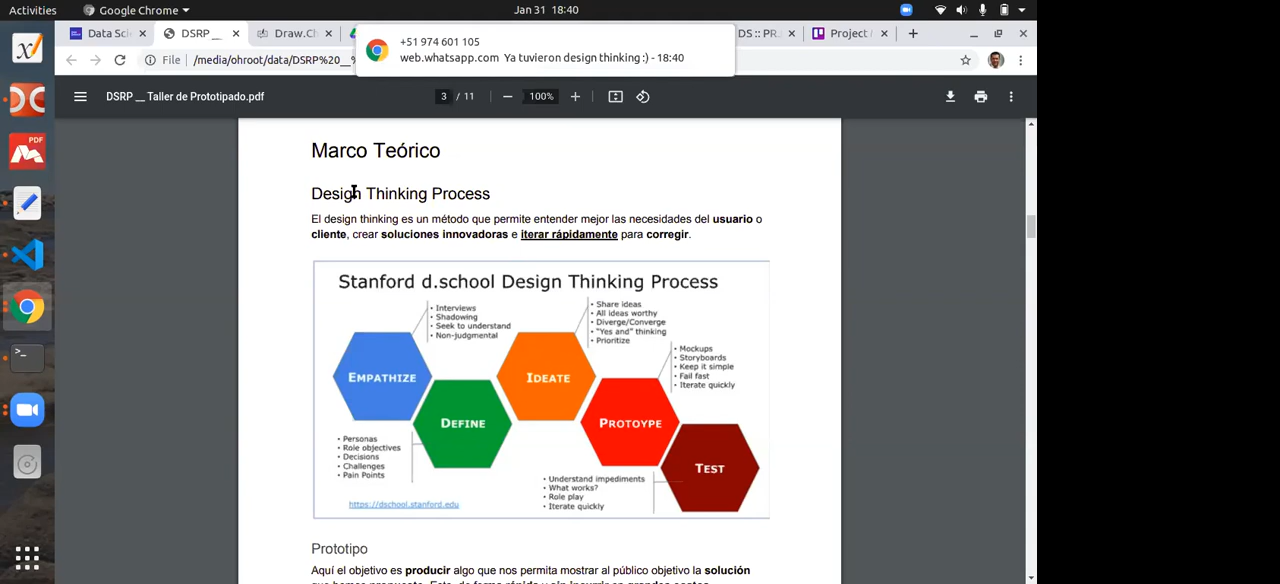 Activities
Google Chrome
Jan 31 18:40
Data Sci
DSRP __
Draw.Ch
DS :: PR
Project
+51 974 601 105
web.whatsapp.com Ya tuvieron design thinking :) - 18:40
File
/media/ohroot/data/DSRP%20__%
DSRP __ Taller de Prototipado.pdf
3 / 11
100%
PDF
Marco Teórico
Design Thinking Process
El design thinking es un método que permite entender mejor las necesidades del usuario o
cliente, crear soluciones innovadoras e iterar rápidamente para corregir.
Stanford d.school Design Thinking Process
• Interviews
• Shadowing
• Seek to understand
• Non-judgmental
• Share ideas
• All ideas worthy
• Diverge/Converge
• "Yes and" thinking
• Prioritize
• Mockups
• Storyboards
• Keep it simple
• Fail fast
• Iterate quickly
EMPATHIZE
IDEATE
DEFINE
PROTOYPE
TEST
• Personas
• Role objectives
• Decisions
• Challenges
• Pain Points
• Understand impediments
• What works?
• Role play
• Iterate quickly
https://dschool.stanford.edu
Prototipo
Aquí el objetivo es producir algo que nos permita mostrar al público objetivo la solución